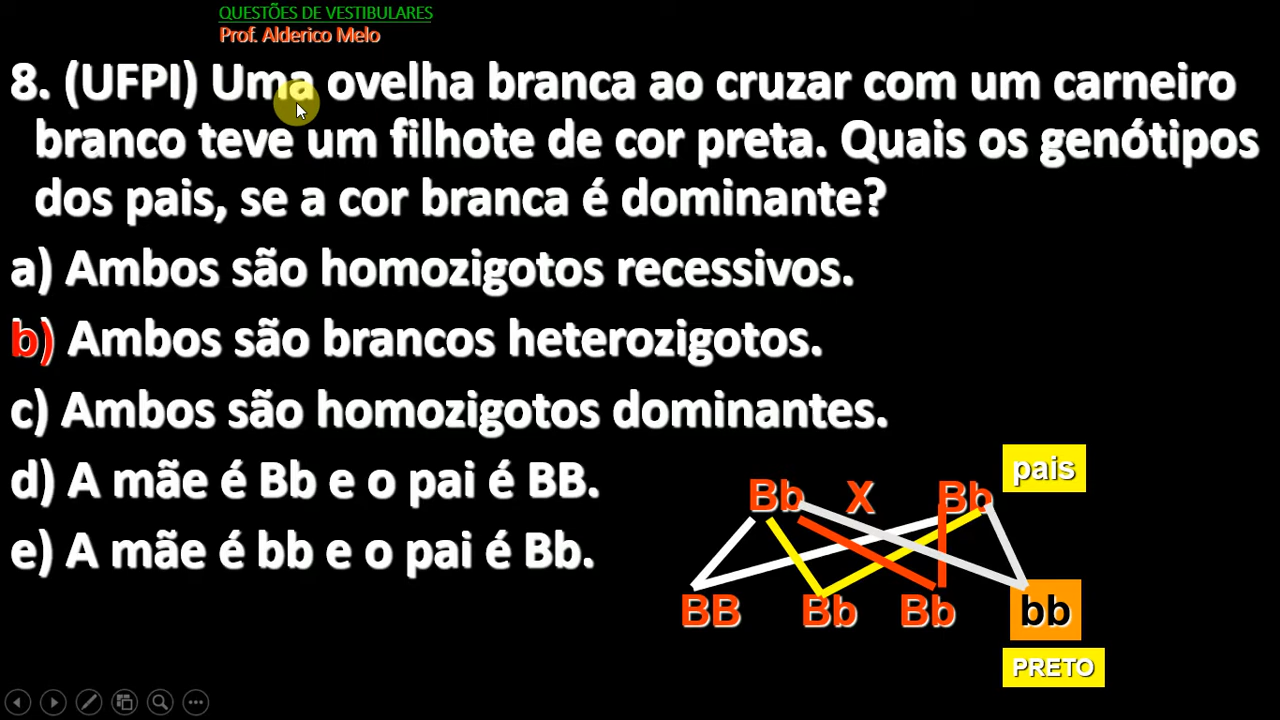 QUESTÕES DE VESTIBULARES
Prof. Alderico Melo
8. (UFPI) Uma ovelha branca ao cruzar com um carneiro
branco teve um filhote de cor preta. Quais os genótipos
dos pais, se a cor branca é dominante?
a) Ambos são homozigotos recessivos.
b) Ambos são brancos heterozigotos.
c) Ambos são homozigotos dominantes.
d) A mãe é Bb e o pai é BB.
e) A mãe é bb e o pai é Bb.
pais
Bb X Bb
BB Bb Bb bb
PRETO